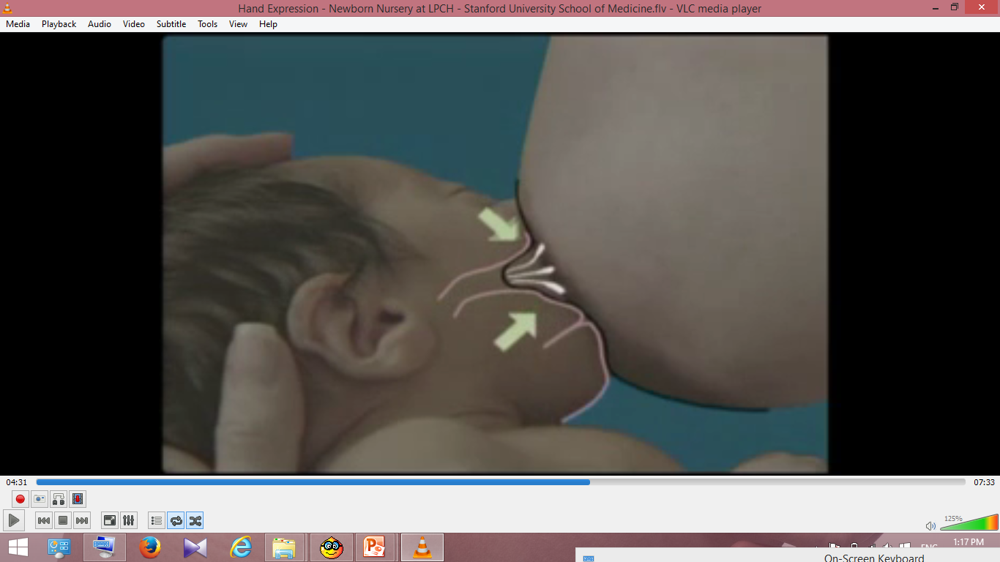 Hand Expression - Newborn Nursery at LPCH - Stanford University School of Medicine.flv - VLC media player
Media Playback Audio Video Subtitle Tools View Help
04:31 07:33
125%
ENG 1:17 PM
On-Screen Keyboard